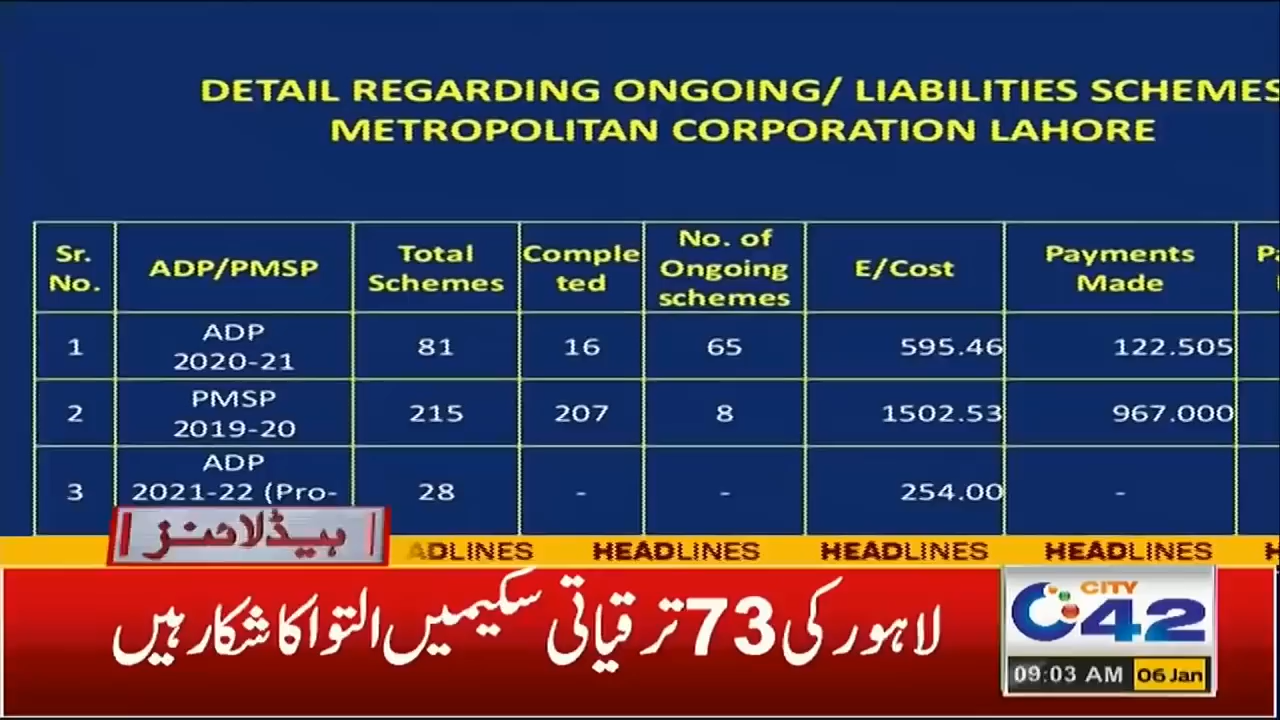 DETAIL REGARDING ONGOING/ LIABILITIES SCHEMES
METROPOLITAN CORPORATION LAHORE
Sr. No. ADP/PMSP Total Schemes Comple ted No. of Ongoing schemes E/Cost Payments Made
1 ADP 2020-21 81 16 65 595.46 122.505
2 PMSP 2019-20 215 207 8 1502.53 967.000
3 ADP 2021-22 (Pro- 28 - - 254.00 -
ہیڈلائنز
ADLINES HEADLINES HEADLINES HEADLINES
لاہور کی 73 ترقیاتی سکیمیں التوا کا شکار ہیں
CITY
42
09:03 AM 06 Jan